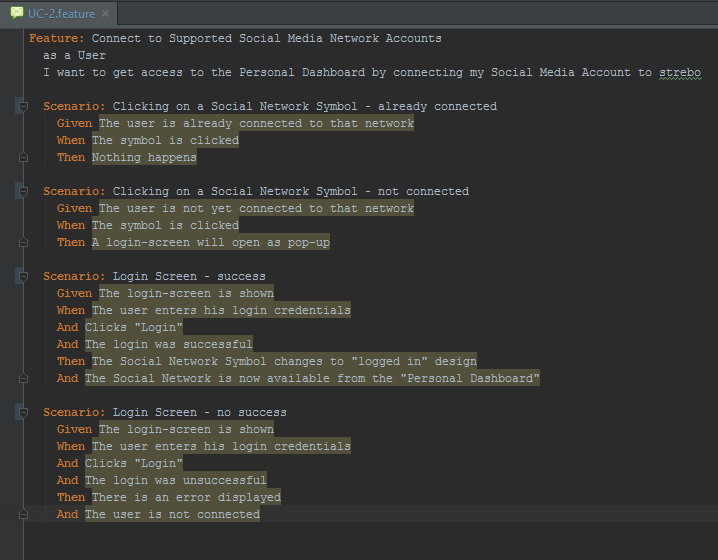 UC-2.feature
Feature: Connect to Supported Social Media Network Accounts
as a User
I want to get access to the Personal Dashboard by connecting my Social Media Account to strebo
Scenario: Clicking on a Social Network Symbol - already connected
Given The user is already connected to that network
When The symbol is clicked
Then Nothing happens
Scenario: Clicking on a Social Network Symbol - not connected
Given The user is not yet connected to that network
When The symbol is clicked
Then A login-screen will open as pop-up
Scenario: Login Screen - success
Given The login-screen is shown
When The user enters his login credentials
And Clicks "Login"
And The login was successful
Then The Social Network Symbol changes to "logged in" design
And The Social Network is now available from the "Personal Dashboard"
Scenario: Login Screen - no success
Given The login-screen is shown
When The user enters his login credentials
And Clicks "Login"
And The login was unsuccessful
Then There is an error displayed
And The user is not connected